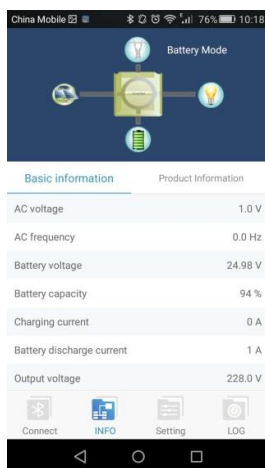 China Mobile 76% 10:18
Battery Mode
Basic information Product Information
AC voltage 1.0 V
AC frequency 0.0 Hz
Battery voltage 24.98 V
Battery capacity 94 %
Charging current 0 A
Battery discharge current 1 A
Output voltage 228.0 V
Connect INFO Setting LOG